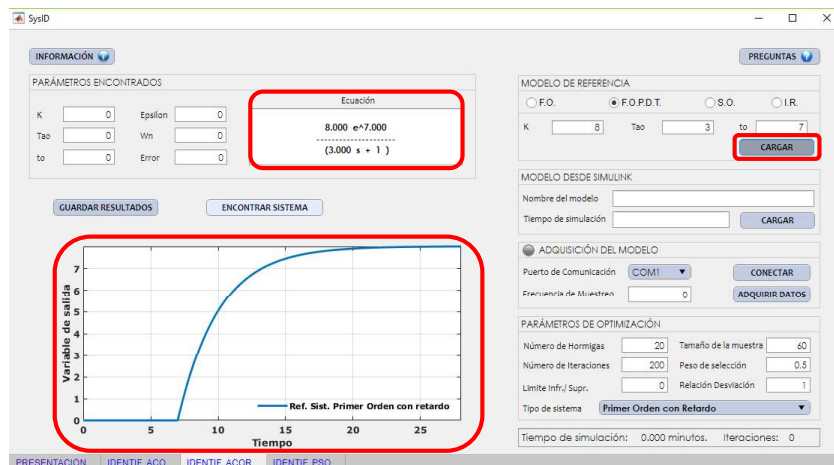 SysID
INFORMACIÓN
PREGUNTAS
PARÁMETROS ENCONTRADOS
K 0 Epsilon 0
Tao 0 Wn 0
to 0 Error 0
Ecuación
8.000 e^7.000
--------------------
(3.000 s + 1 )
GUARDAR RESULTADOS
ENCONTRAR SISTEMA
MODELO DE REFERENCIA
F.O. F.O.P.D.T. S.O. I.R.
K 8 Tao 3 to 7
CARGAR
MODELO DESDE SIMULINK
Nombre del modelo
Tiempo de simulación
CARGAR
ADQUISICIÓN DEL MODELO
Puerto de Comunicación COM1 CONECTAR
Frecuencia de Muestreo 0 ADQUIRIR DATOS
PARÁMETROS DE OPTIMIZACIÓN
Número de Hormigas 20 Tamaño de la muestra 60
Número de Iteraciones 200 Peso de selección 0.5
Limite Infr./ Supr. 0 Relación Desviación 1
Tipo de sistema Primer Orden con Retardo
Tiempo de simulación: 0.000 minutos. Iteraciones: 0
Variable de salida
7
6
5
4
3
2
1
0
0 5 10 15 20 25
Tiempo
Ref. Sist. Primer Orden con retardo
PRESENTACION IDENTIF_ACO IDENTIF_ACOR IDENTIF_PSO